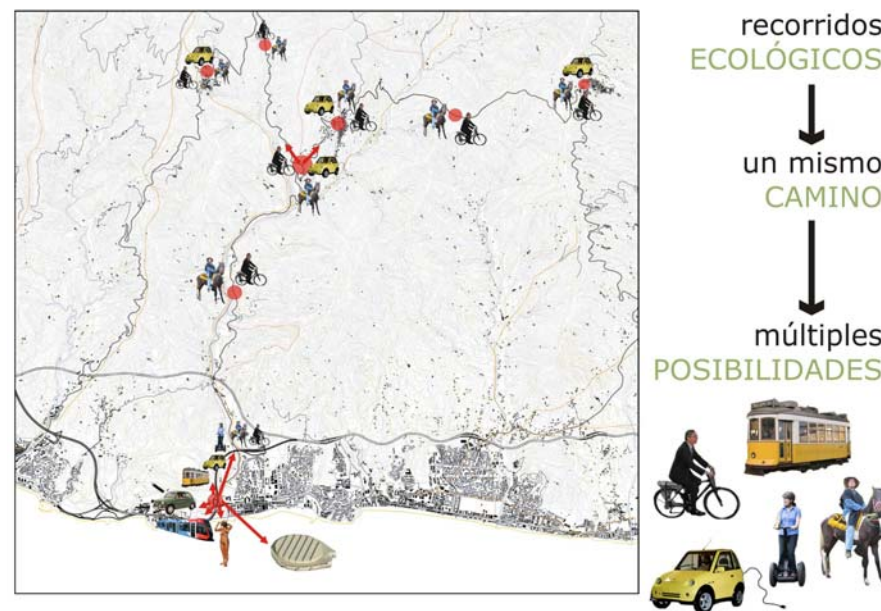 recorridos
ECOLÓGICOS
un mismo
CAMINO
múltiples
POSIBILIDADES